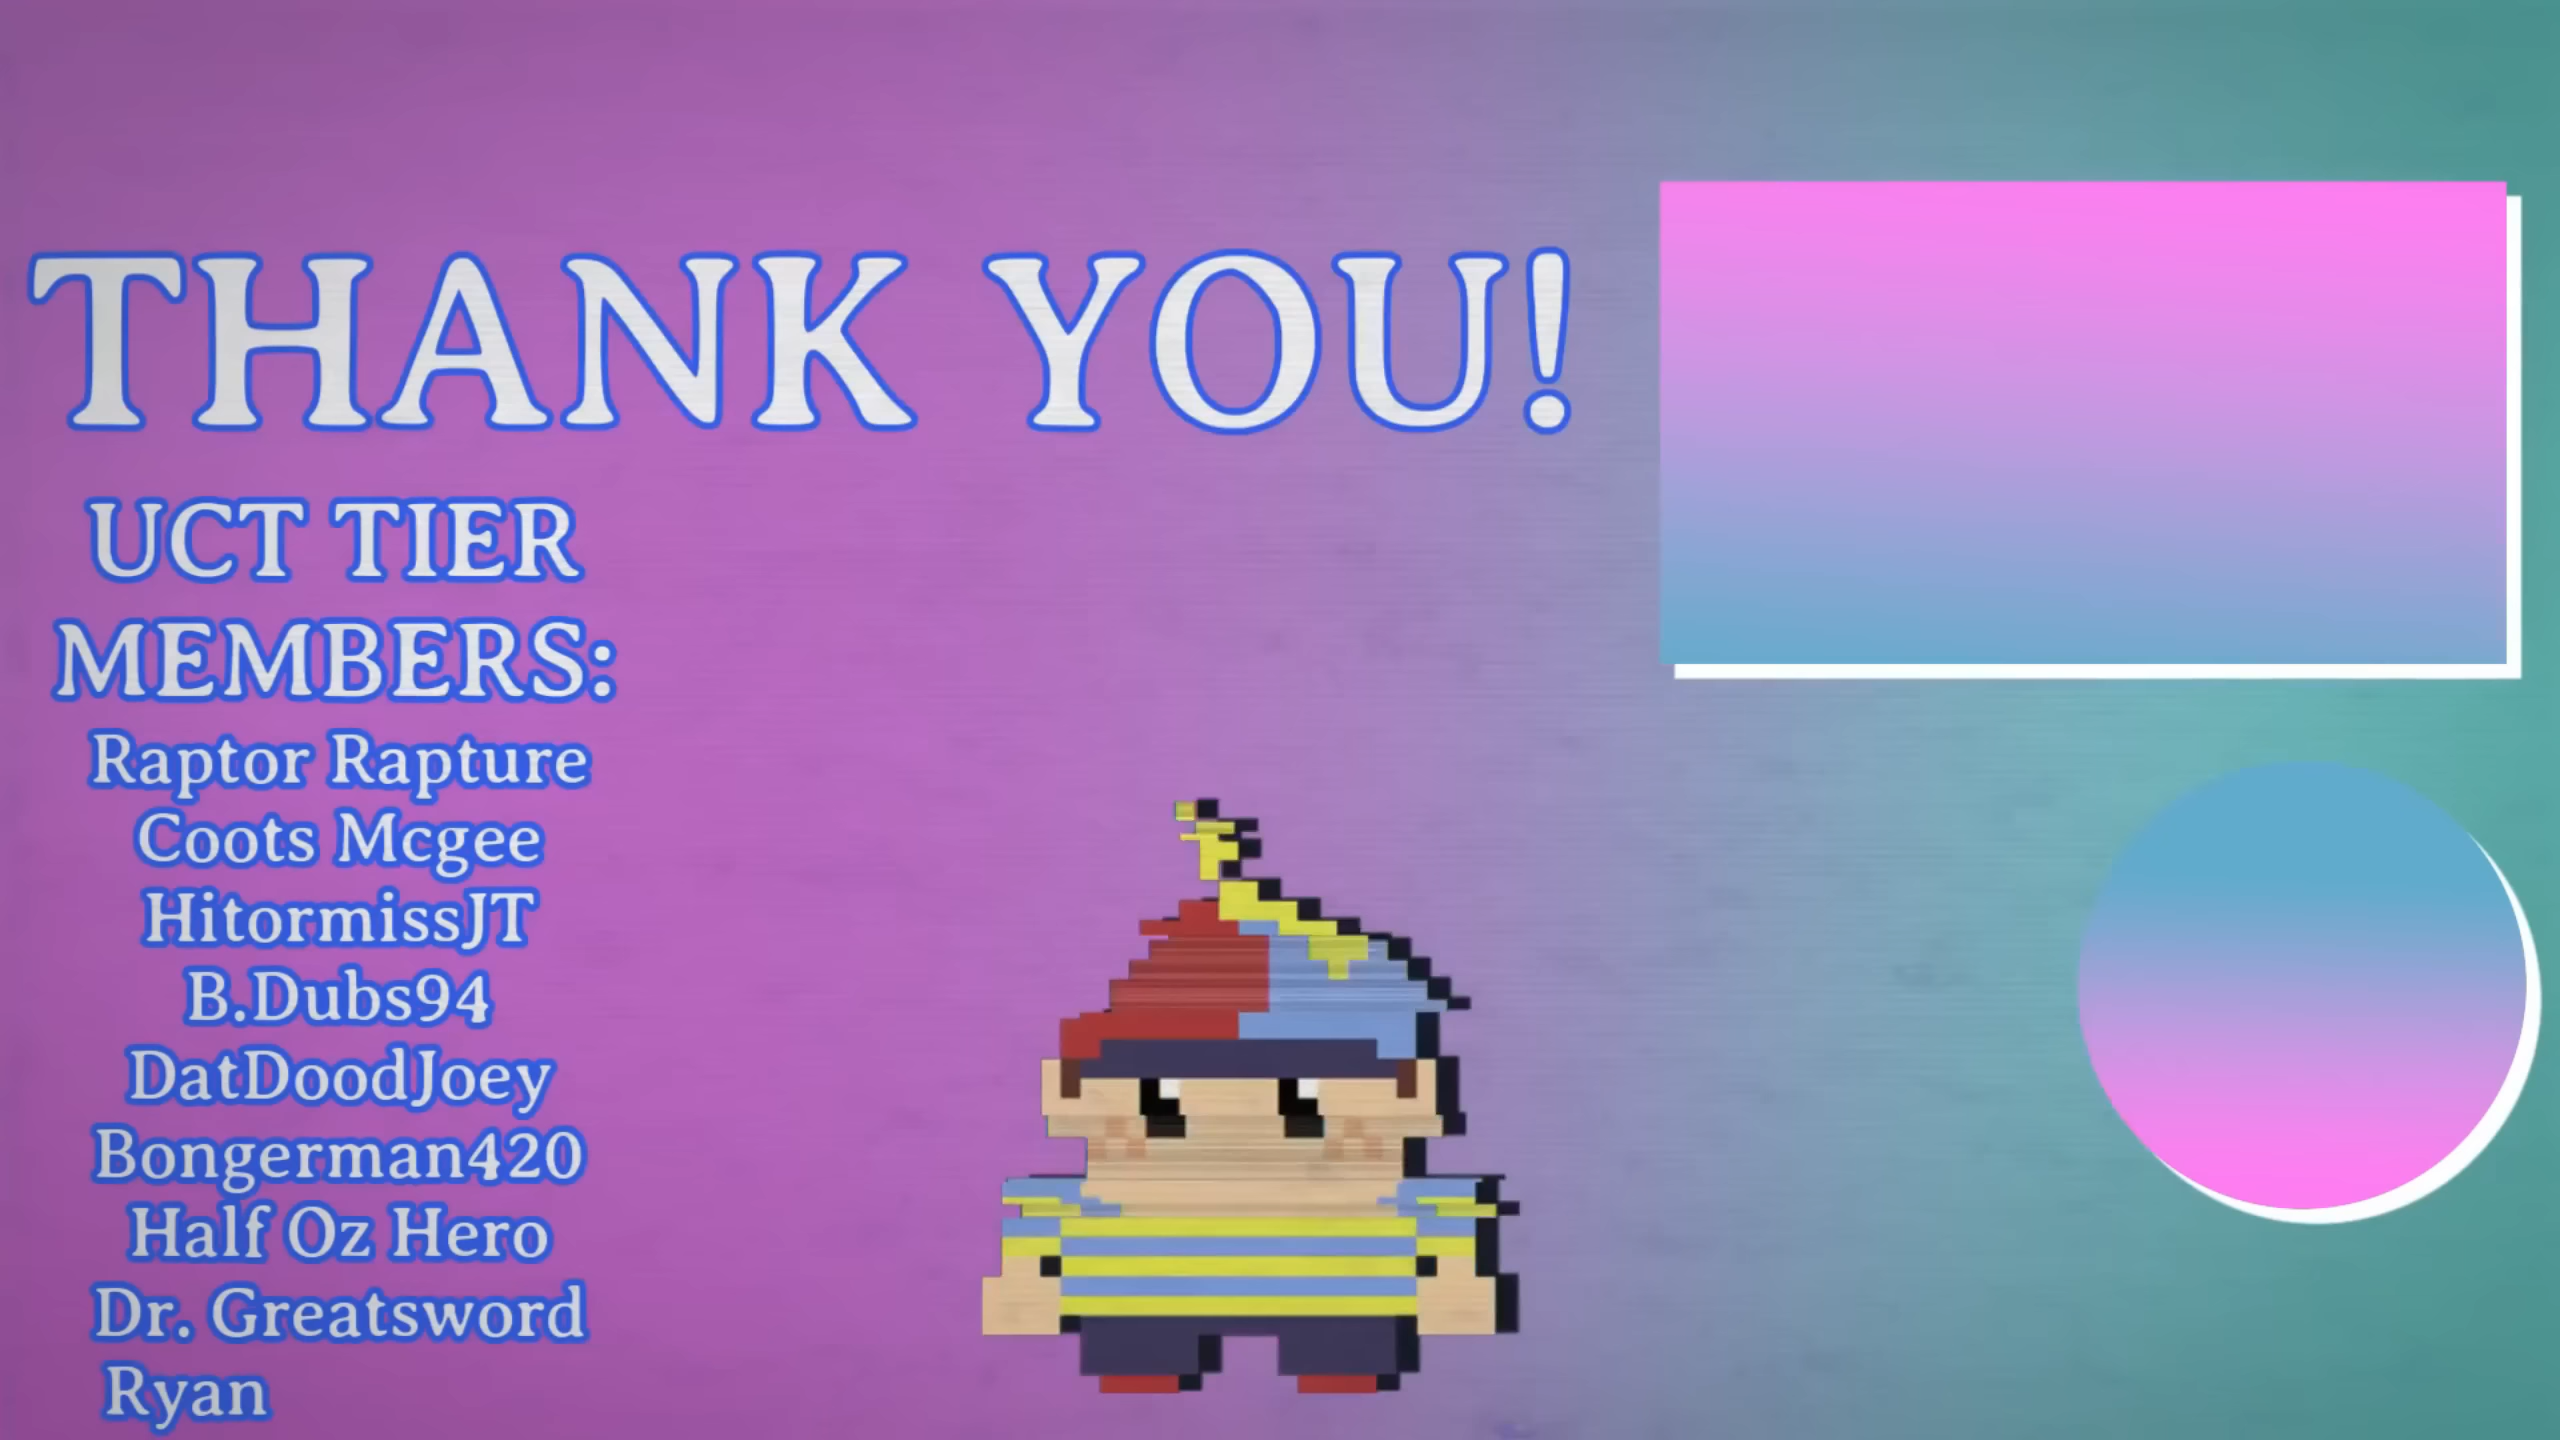 THANK YOU!
UCT TIER
MEMBERS:
Raptor Rapture
Coots Mcgee
HitormissJT
B.Dubs94
DatDoodJoey
Bongerman420
Half Oz Hero
Dr. Greatsword
Ryan